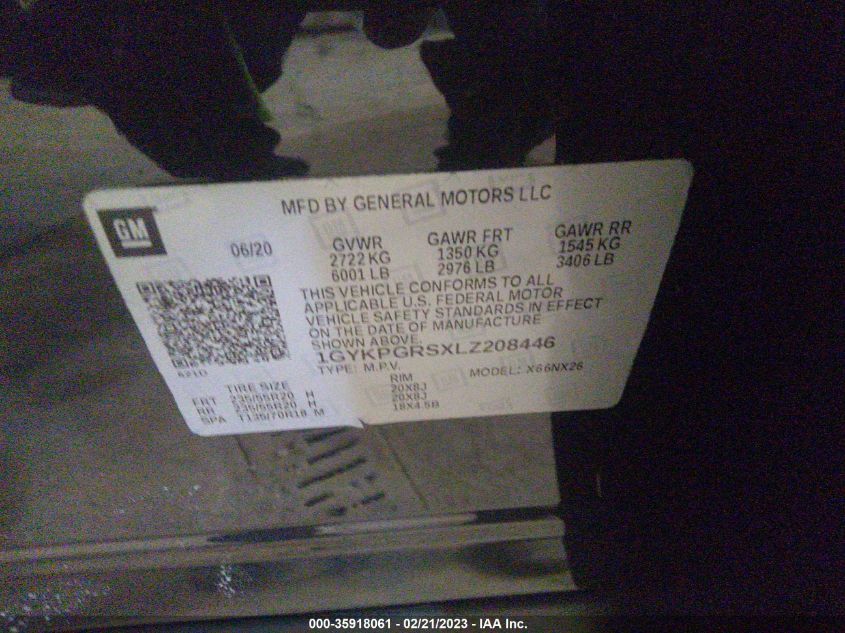 MFD BY GENERAL MOTORS LLC
GM
06/20
GVWR
2722 KG
6001 LB
GAWR FRT
1350 KG
2976 LB
GAWR RR
1545 KG
3406 LB
THIS VEHICLE CONFORMS TO ALL
APPLICABLE U.S. FEDERAL MOTOR
VEHICLE SAFETY STANDARDS IN EFFECT
ON THE DATE OF MANUFACTURE
SHOWN ABOVE.
1GYKPGRSXLZ208446
TYPE: M.P.V. MODEL: X66NX26
6210
TIRE SIZE RIM
FRT 235/55R20 H 20X8J
RR 235/55R20 H 20X8J
SPA T135/70R18 M 18X4.5B
000-35918061 - 02/21/2023 - IAA Inc.